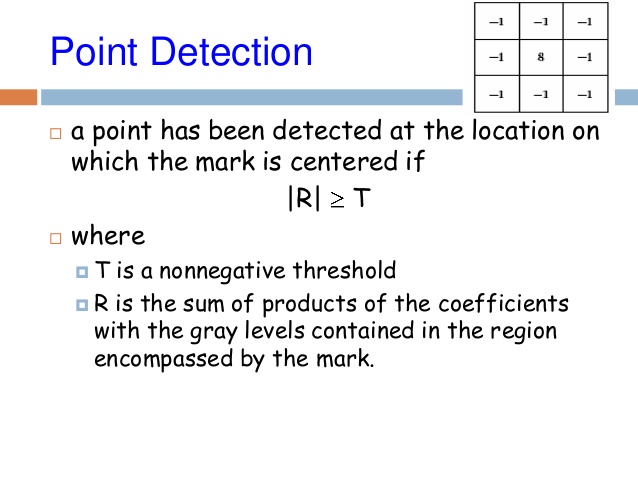 Point Detection
−1 −1 −1
−1 8 −1
−1 −1 −1
a point has been detected at the location on
which the mark is centered if
|R| ≥ T
where
T is a nonnegative threshold
R is the sum of products of the coefficients
with the gray levels contained in the region
encompassed by the mark.